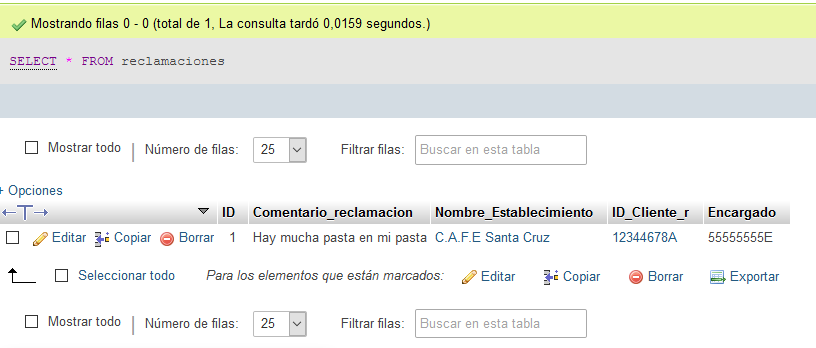 Mostrando filas 0 - 0 (total de 1, La consulta tardó 0,0159 segundos.)
SELECT * FROM reclamaciones
Mostrar todo | Número de filas: 25 Filtrar filas: Buscar en esta tabla
+ Opciones
←T→ ID Comentario_reclamacion Nombre_Establecimiento ID_Cliente_r Encargado
Editar Copiar Borrar 1 Hay mucha pasta en mi pasta C.A.F.E Santa Cruz 12344678A 55555555E
Seleccionar todo Para los elementos que están marcados: Editar Copiar Borrar Exportar
Mostrar todo | Número de filas: 25 Filtrar filas: Buscar en esta tabla